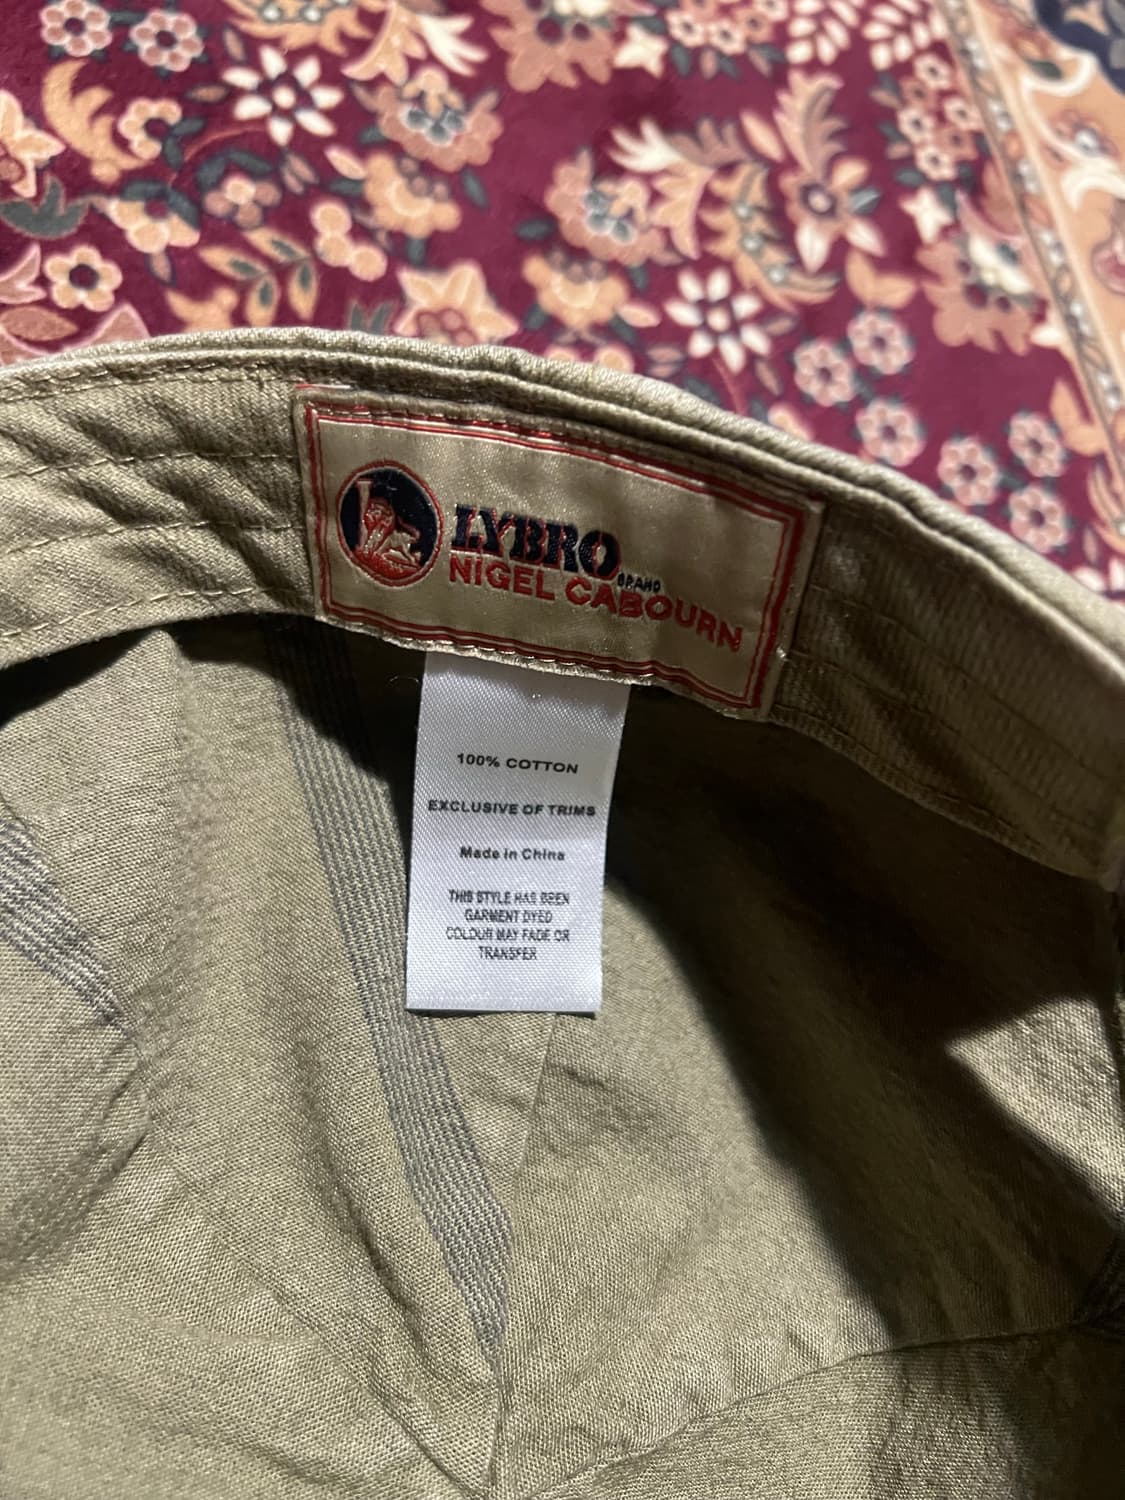 LYBRO
BRAND
NIGEL CABOURN
100% COTTON
EXCLUSIVE OF TRIMS
Made in China
THIS STYLE HAS BEEN
GARMENT DYED
COLOUR MAY FADE OR
TRANSFER